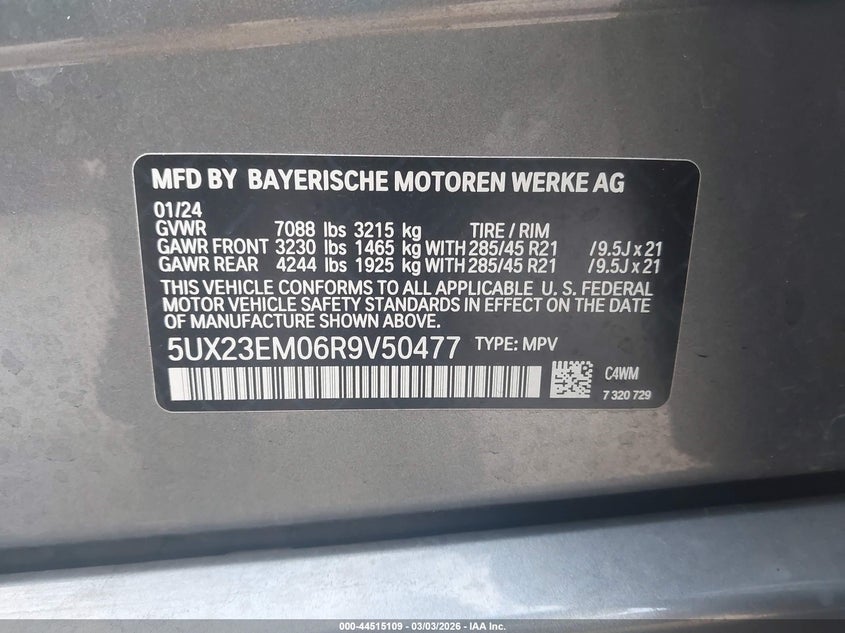 MFD BY BAYERISCHE MOTOREN WERKE AG
01/24
GVWR 7088 lbs 3215 kg TIRE / RIM
GAWR FRONT 3230 lbs 1465 kg WITH 285/45 R21 / 9.5J x 21
GAWR REAR 4244 lbs 1925 kg WITH 285/45 R21 / 9.5J x 21
THIS VEHICLE CONFORMS TO ALL APPLICABLE U. S. FEDERAL
MOTOR VEHICLE SAFETY STANDARDS IN EFFECT ON THE DATE
OF MANUFACTURE SHOWN ABOVE.
5UX23EM06R9V50477 TYPE: MPV
C4WM
7 320 729
000-44515109 - 03/03/2026 - IAA Inc.